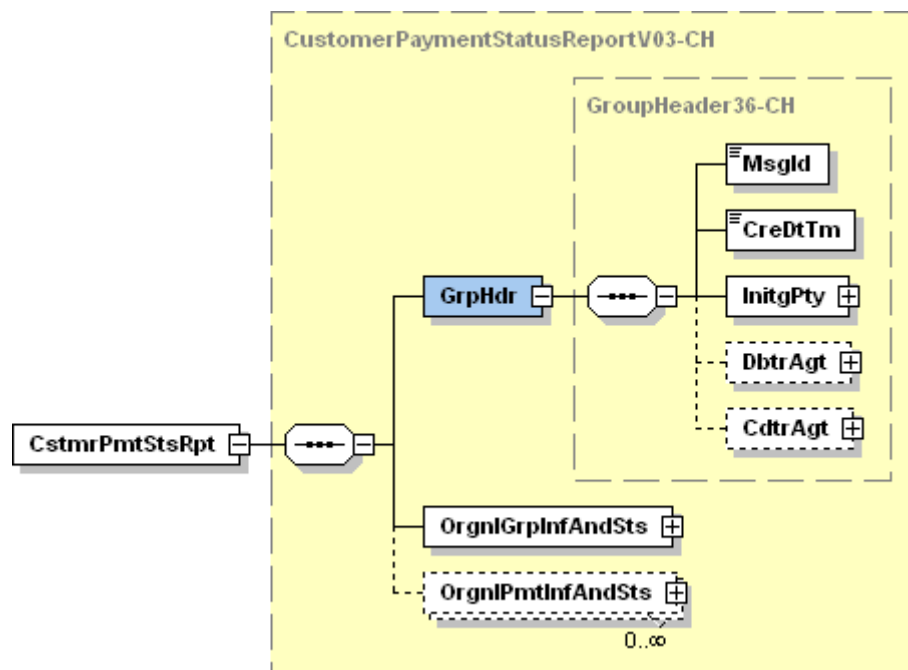 CustomerPaymentStatusReportV03-CH
GroupHeader36-CH
MsgId
CreDtTm
GrpHdr
InitgPty
DbtrAgt
CdtrAgt
CstmrPmtStsRpt
OrgnlGrpInfAndSts
OrgnlPmtInfAndSts
0..∞